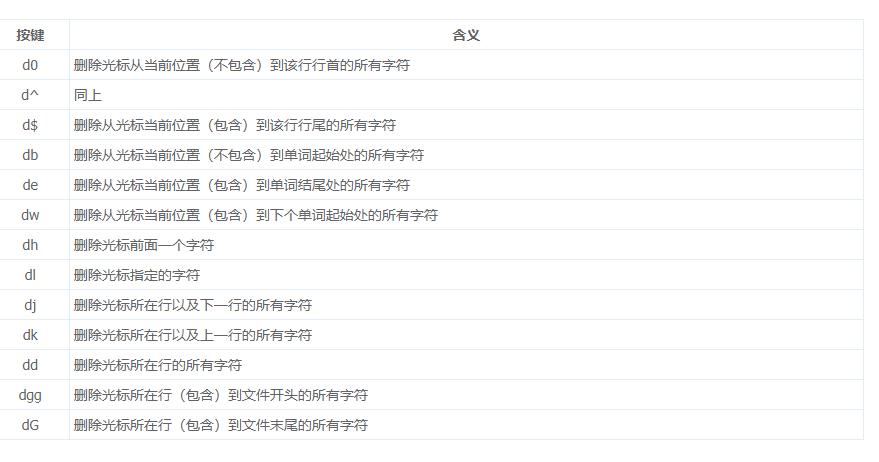 按键 含义
d0 删除光标从当前位置（不包含）到该行行首的所有字符
d^ 同上
d$ 删除从光标当前位置（包含）到该行行尾的所有字符
db 删除从光标当前位置（不包含）到单词起始处的所有字符
de 删除从光标当前位置（包含）到单词结尾处的所有字符
dw 删除从光标当前位置（包含）到下个单词起始处的所有字符
dh 删除光标前面一个字符
dl 删除光标指定的字符
dj 删除光标所在行以及下一行的所有字符
dk 删除光标所在行以及上一行的所有字符
dd 删除光标所在行的所有字符
dgg 删除光标所在行（包含）到文件开头的所有字符
dG 删除光标所在行（包含）到文件末尾的所有字符